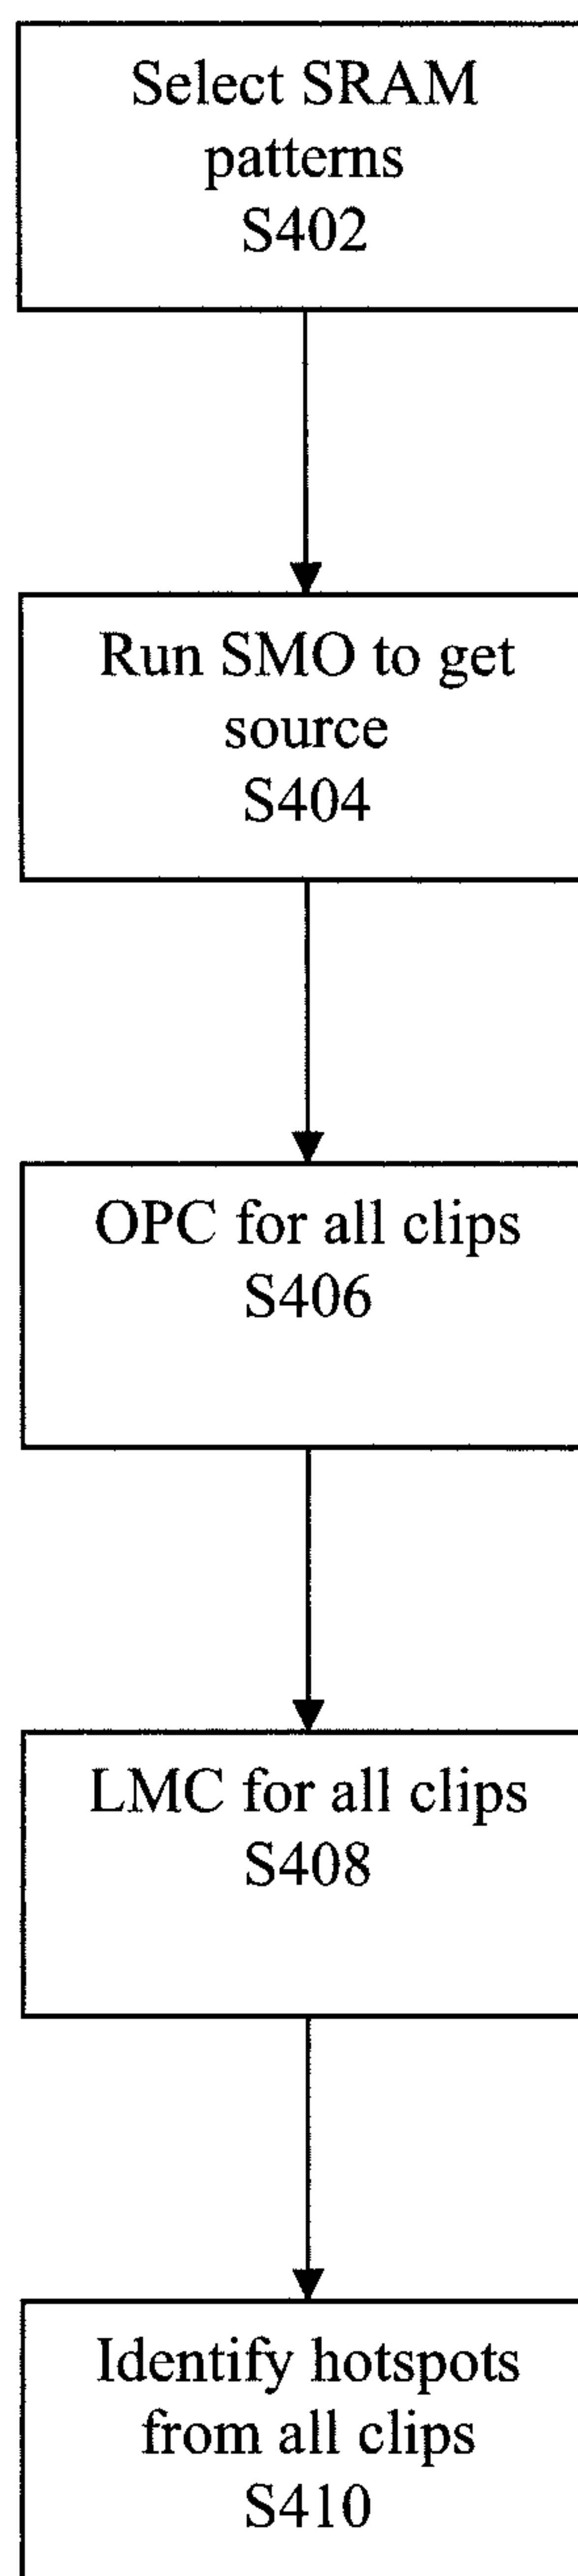 Select SRAM
patterns
S402
Run SMO to get
source
S404
OPC for all clips
S406
LMC for all clips
S408
Identify hotspots
from all clips
S410